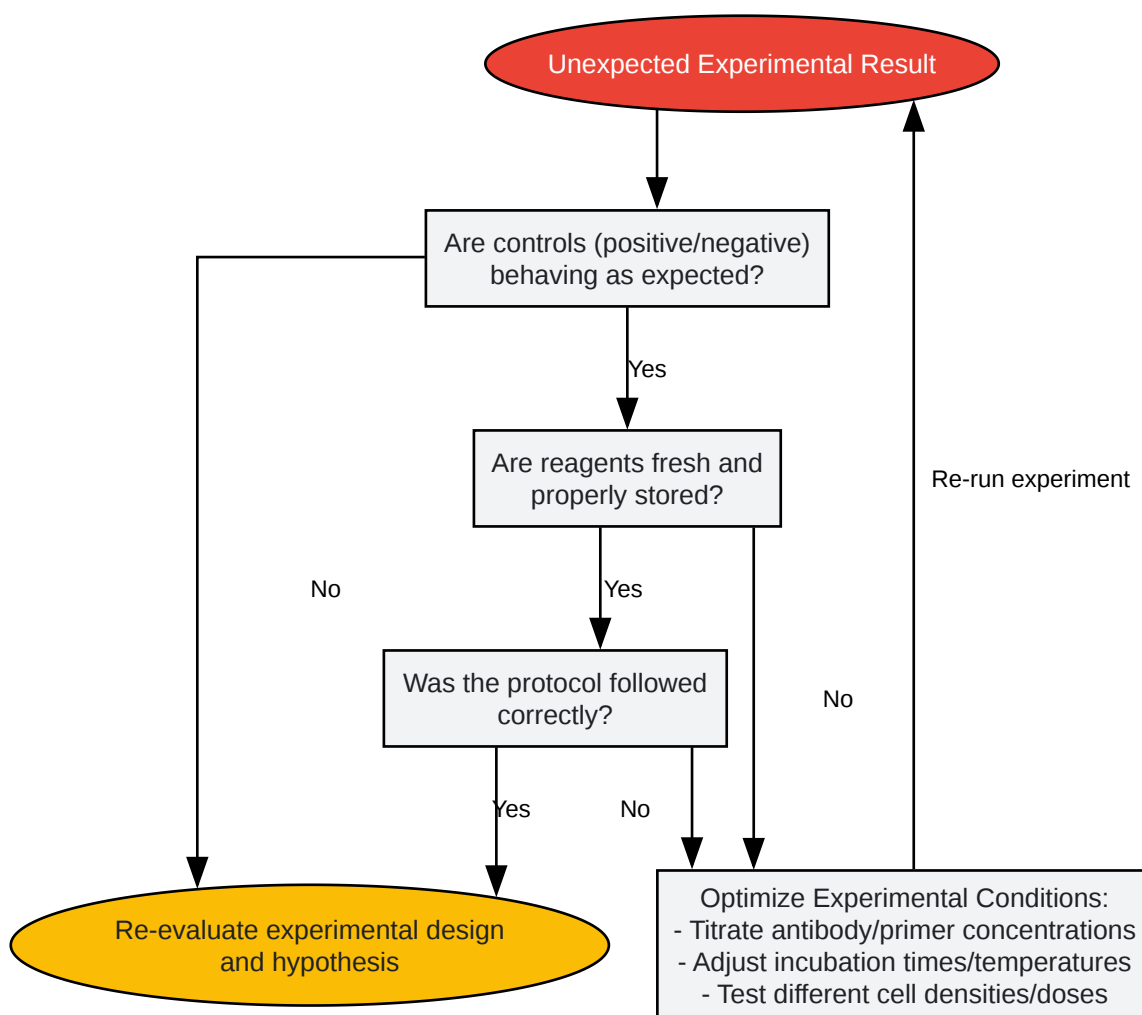 Unexpected Experimental Result
Are controls (positive/negative)
behaving as expected?
Yes
Are reagents fresh and
properly stored?
Re-run experiment
No
Yes
Was the protocol followed
correctly?
No
Yes
No
Re-evaluate experimental design
and hypothesis
Optimize Experimental Conditions:
- Titrate antibody/primer concentrations
- Adjust incubation times/temperatures
- Test different cell densities/doses